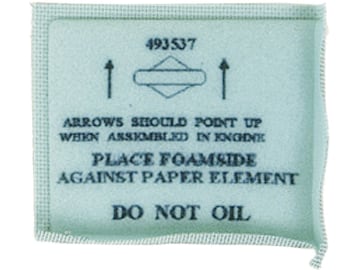 493537
ARROWS SHOULD POINT UP
WHEN ASSEMBLED IN ENGINE
PLACE FOAMSIDE
AGAINST PAPER ELEMENT
DO NOT OIL